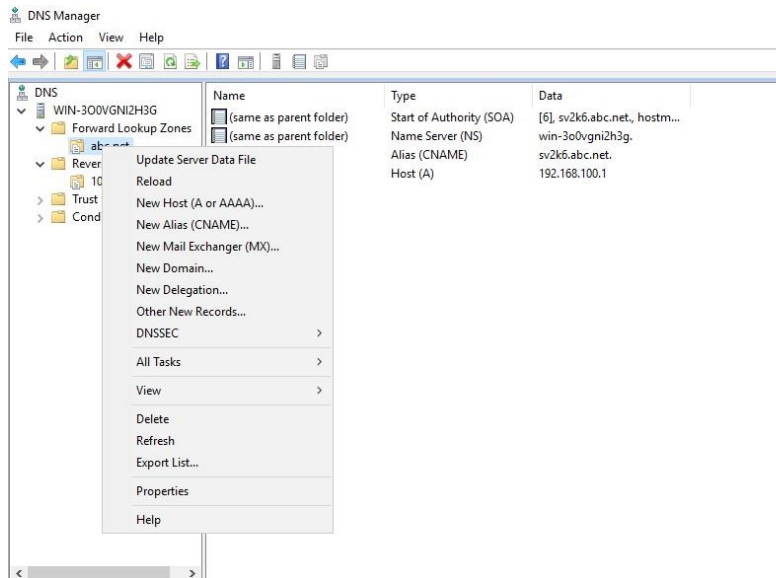 DNS Manager
File Action View Help
DNS
WIN-3O0VGNI2H3G
Forward Lookup Zones
abc.net
Rever
10
Trust
Cond
Name Type Data
(same as parent folder) Start of Authority (SOA) [6], sv2k6.abc.net., hostm...
(same as parent folder) Name Server (NS) win-3o0vgni2h3g.
Alias (CNAME) sv2k6.abc.net.
Host (A) 192.168.100.1
Update Server Data File
Reload
New Host (A or AAAA)...
New Alias (CNAME)...
New Mail Exchanger (MX)...
New Domain...
New Delegation...
Other New Records...
DNSSEC
All Tasks
View
Delete
Refresh
Export List...
Properties
Help